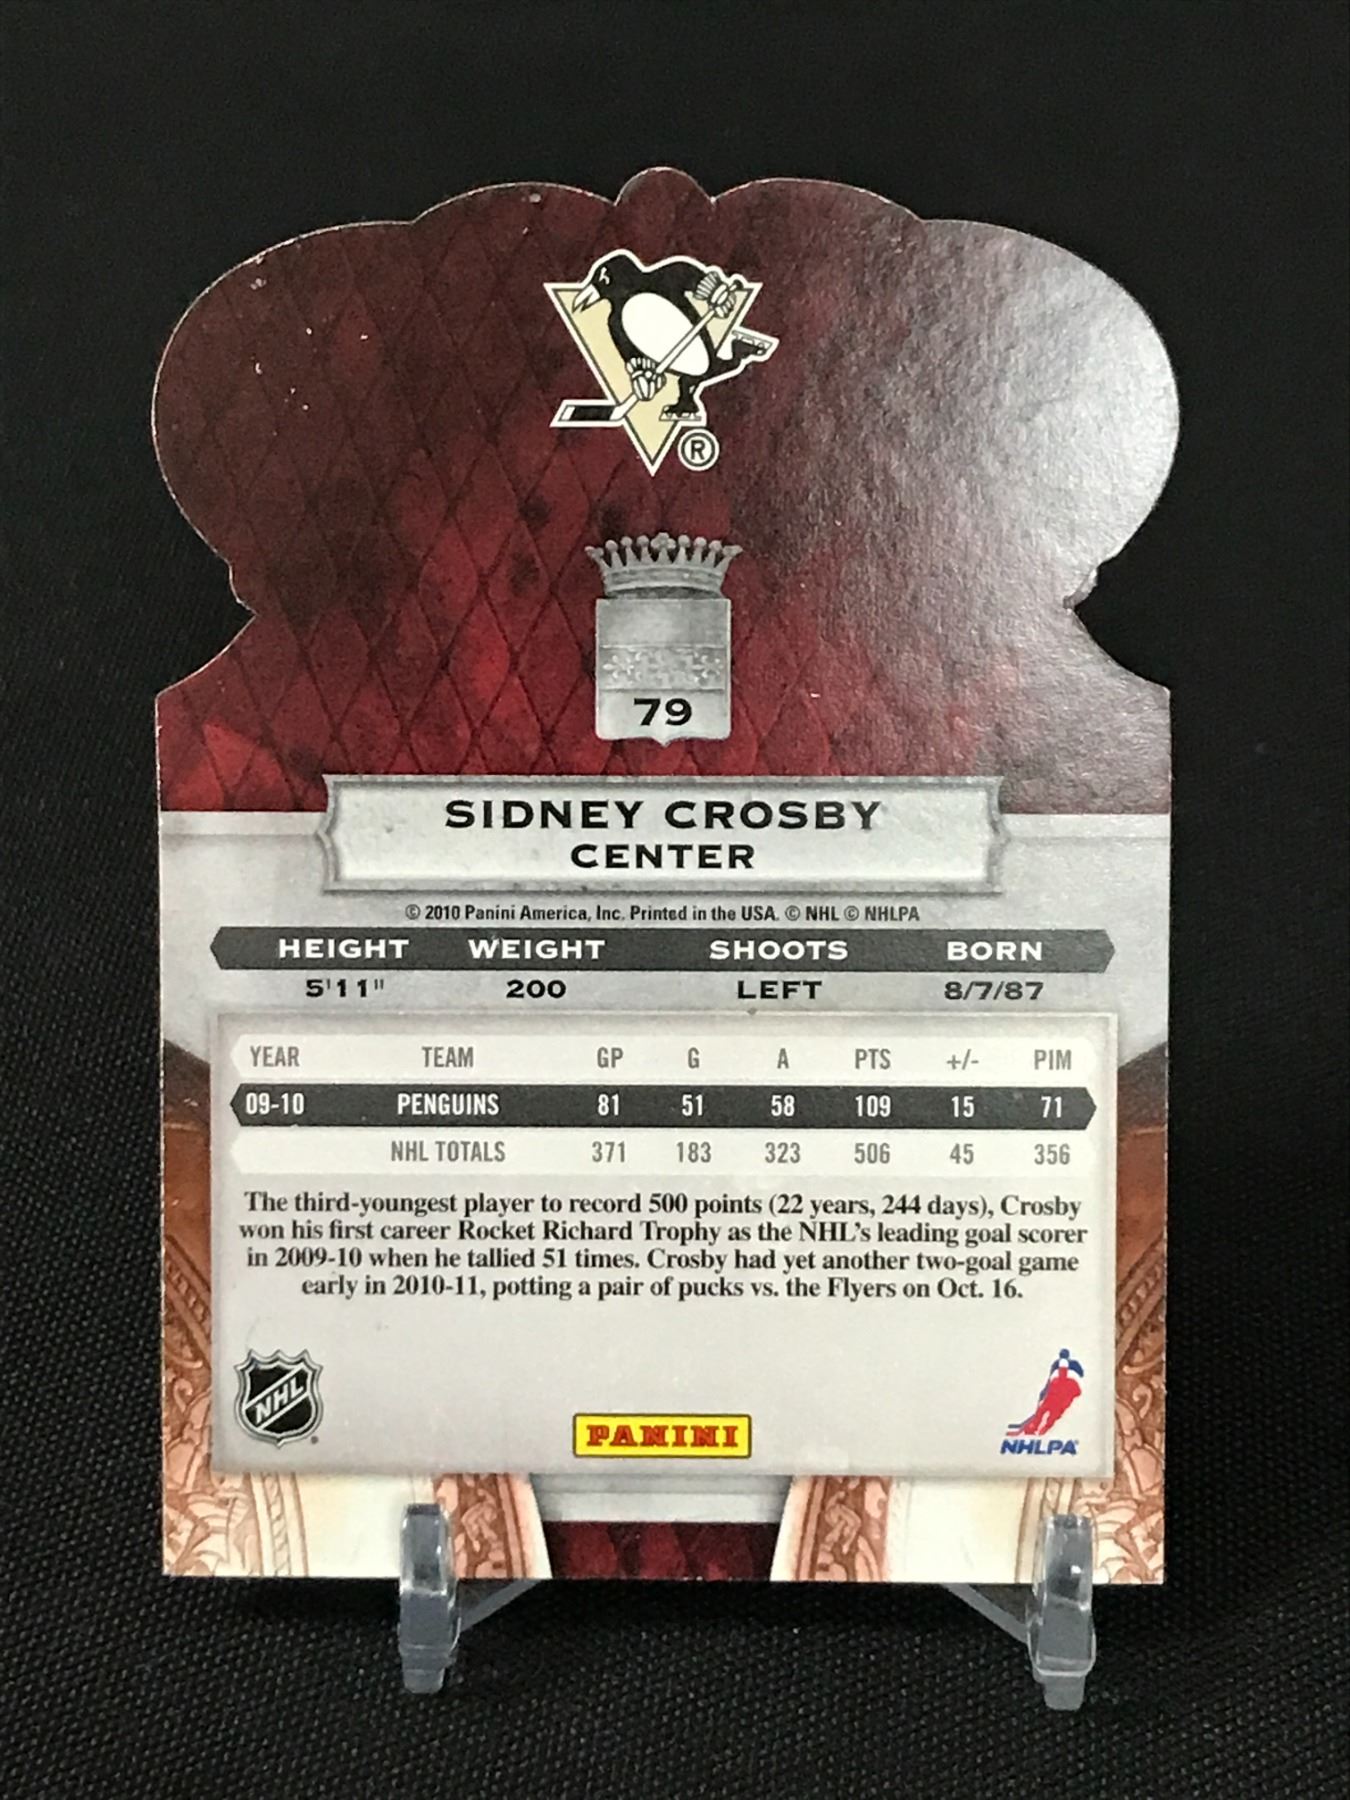 ®
79
SIDNEY CROSBY
CENTER
© 2010 Panini America, Inc. Printed in the USA. © NHL © NHLPA
HEIGHT WEIGHT SHOOTS BORN
5'11" 200 LEFT 8/7/87
YEAR TEAM GP G A PTS +/- PIM
09-10 PENGUINS 81 51 58 109 15 71
NHL TOTALS 371 183 323 506 45 356
The third-youngest player to record 500 points (22 years, 244 days), Crosby
won his first career Rocket Richard Trophy as the NHL's leading goal scorer
in 2009-10 when he tallied 51 times. Crosby had yet another two-goal game
early in 2010-11, potting a pair of pucks vs. the Flyers on Oct. 16.
NHL
PANINI
NHLPA